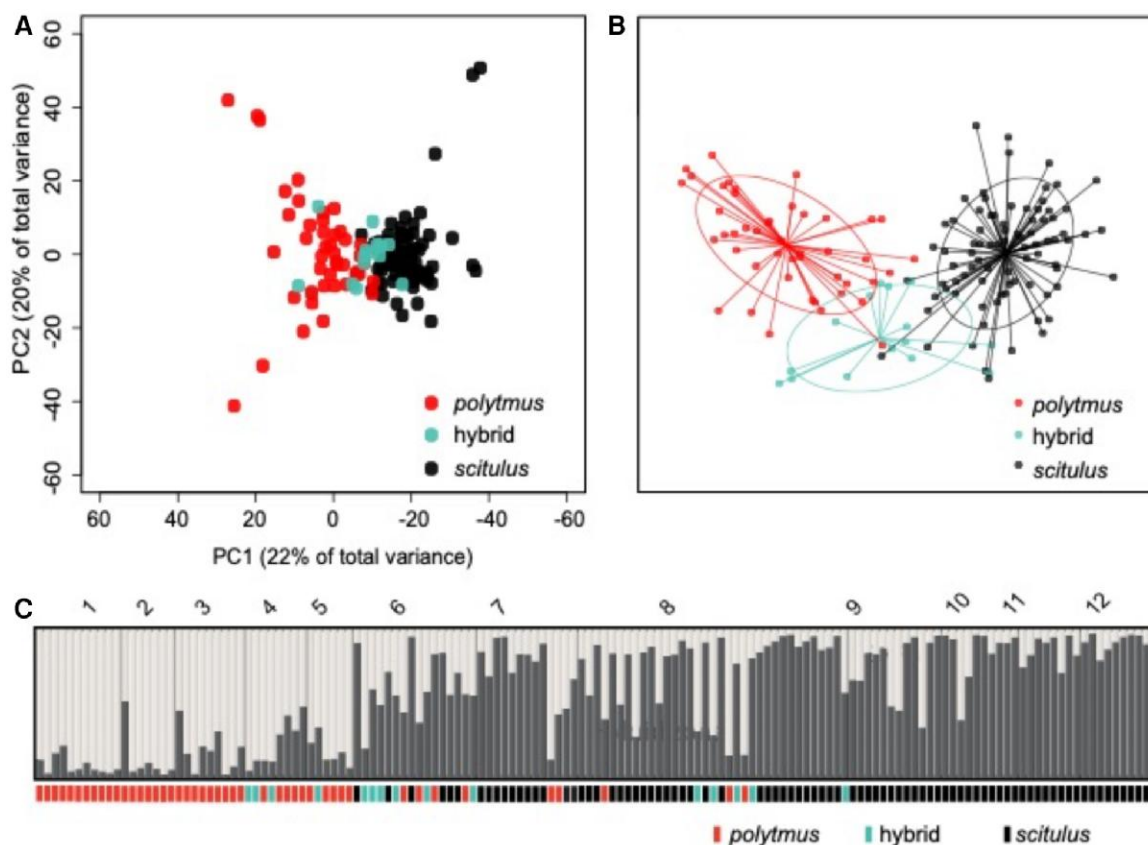 A
60
40
20
0
-20
-40
-60
PC2 (20% of total variance)
polytmus
hybrid
scitulus
60 40 20 0 -20 -40 -60
PC1 (22% of total variance)
B
polytmus
hybrid
scitulus
C
1 2 3 4 5 6 7 8 9 10 11 12
polytmus hybrid scitulus